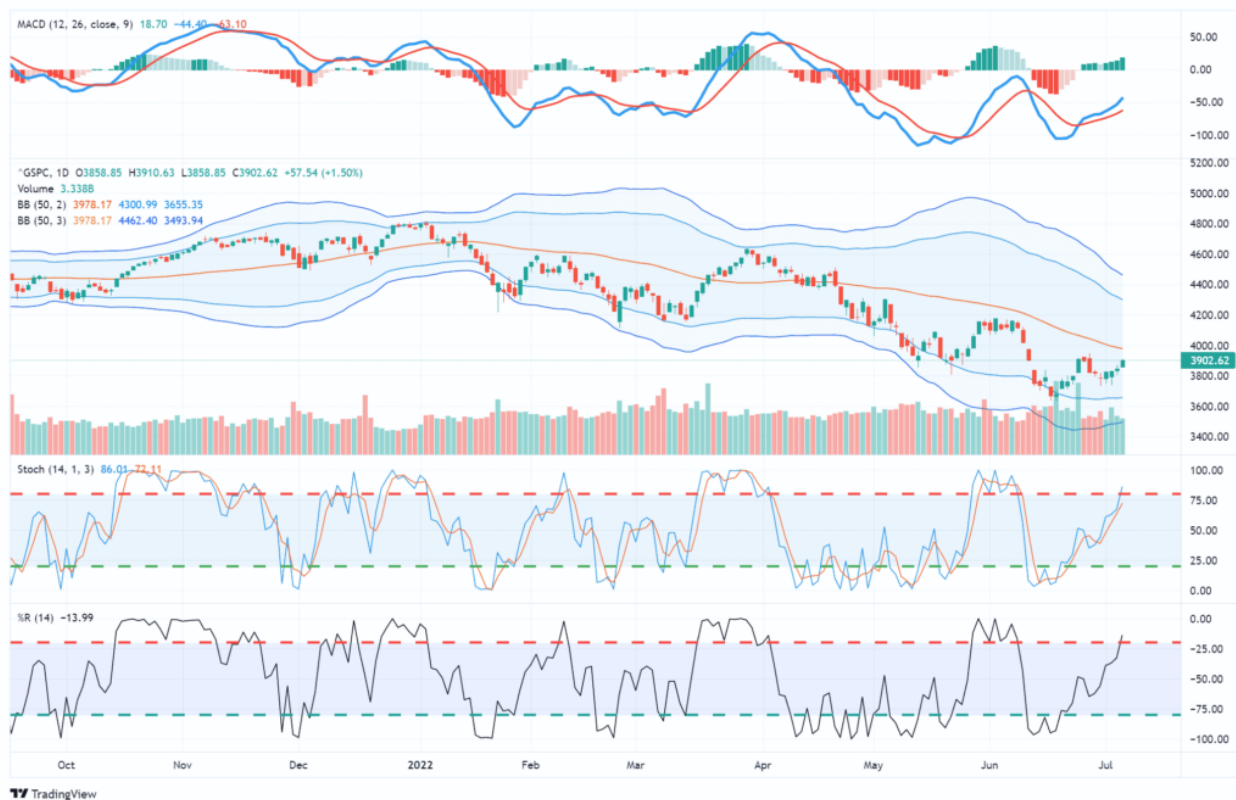 MACD (12, 26, close, 9) 18.70 −44.40 −63.10
50.00
0.00
−50.00
−100.00
5200.00
^GSPC, 1D O3858.85 H3910.63 L3858.85 C3902.62 +57.54 (+1.50%)
Volume 3.338B
BB (50, 2) 3978.17 4300.99 3655.35
BB (50, 3) 3978.17 4462.40 3493.94
5000.00
4800.00
4600.00
4400.00
4200.00
4000.00
3902.62
3800.00
3600.00
3400.00
Stoch (14, 1, 3) 86.01 72.11
100.00
75.00
50.00
25.00
0.00
%R (14) −13.99
0.00
−25.00
−50.00
−75.00
−100.00
Oct Nov Dec 2022 Feb Mar Apr May Jun Jul
TradingView